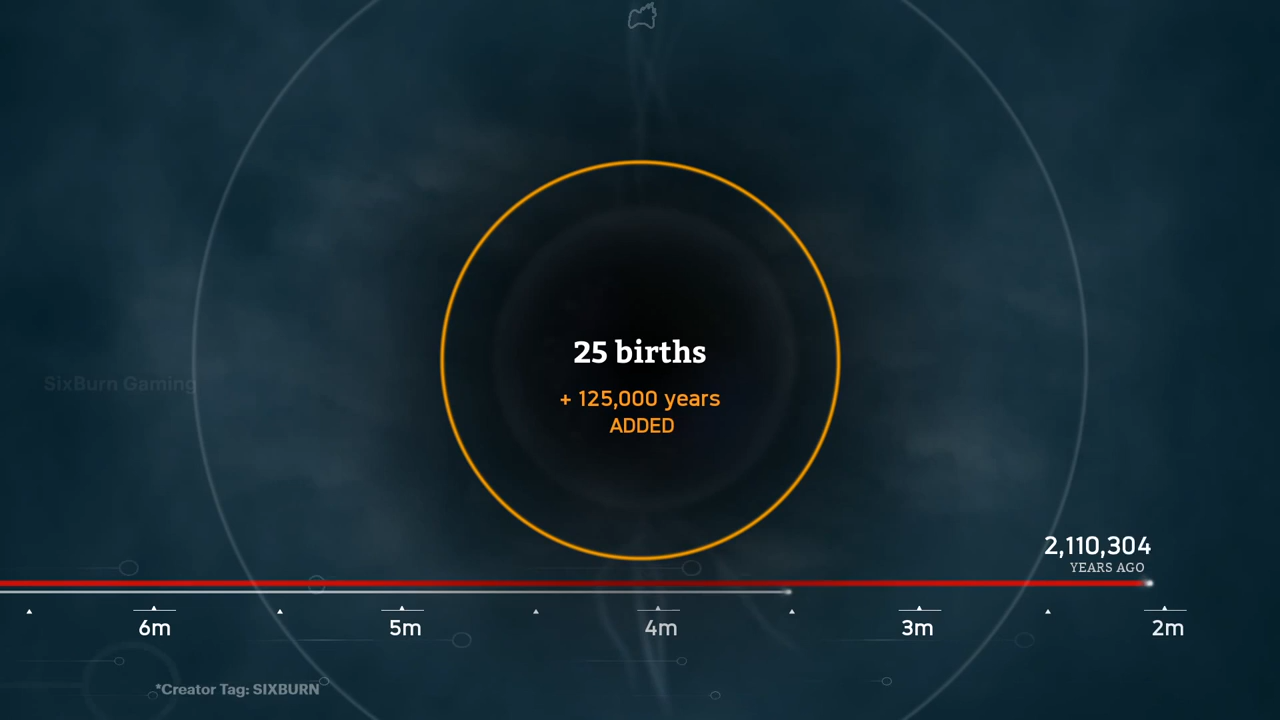 25 births
+ 125,000 years
ADDED
SixBurn Gaming
2,110,304
YEARS AGO
6m 5m 4m 3m 2m
*Creator Tag: SIXBURN